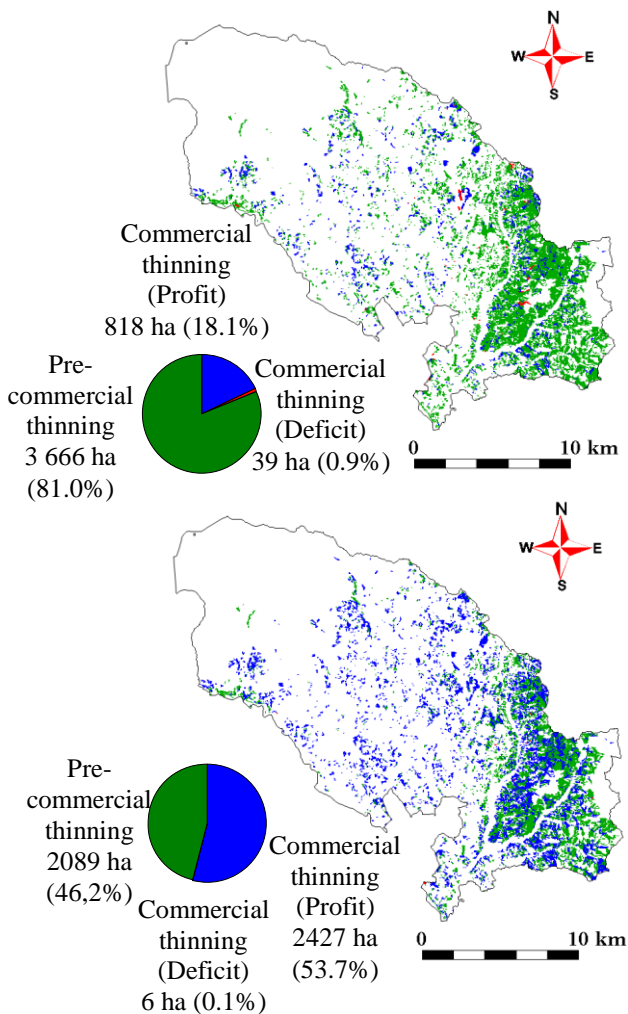 N
W E
S
Commercial
thinning
(Profit)
818 ha (18.1%)
Pre-
commercial
thinning
3 666 ha
(81.0%)
Commercial
thinning
(Deficit)
39 ha (0.9%)
0 10 km
N
W E
S
Pre-
commercial
thinning
2089 ha
(46,2%)
Commercial
thinning
(Deficit)
6 ha (0.1%)
Commercial
thinning
(Profit)
2427 ha
(53.7%)
0 10 km